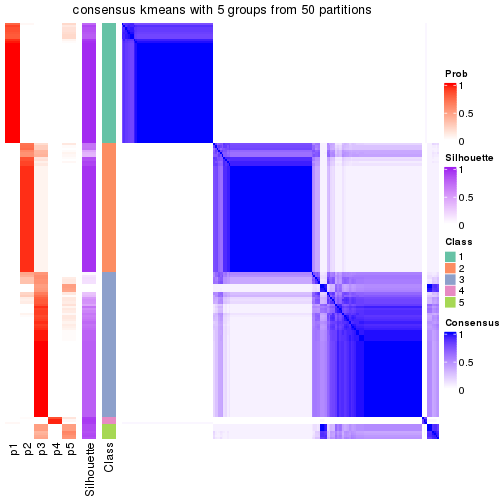 consensus kmeans with 5 groups from 50 partitions
Prob
1
0.5
0
Silhouette
1
0.5
0
Class
1
2
3
4
5
Consensus
1
0.5
0
p1
p2
p3
p4
p5
Silhouette
Class